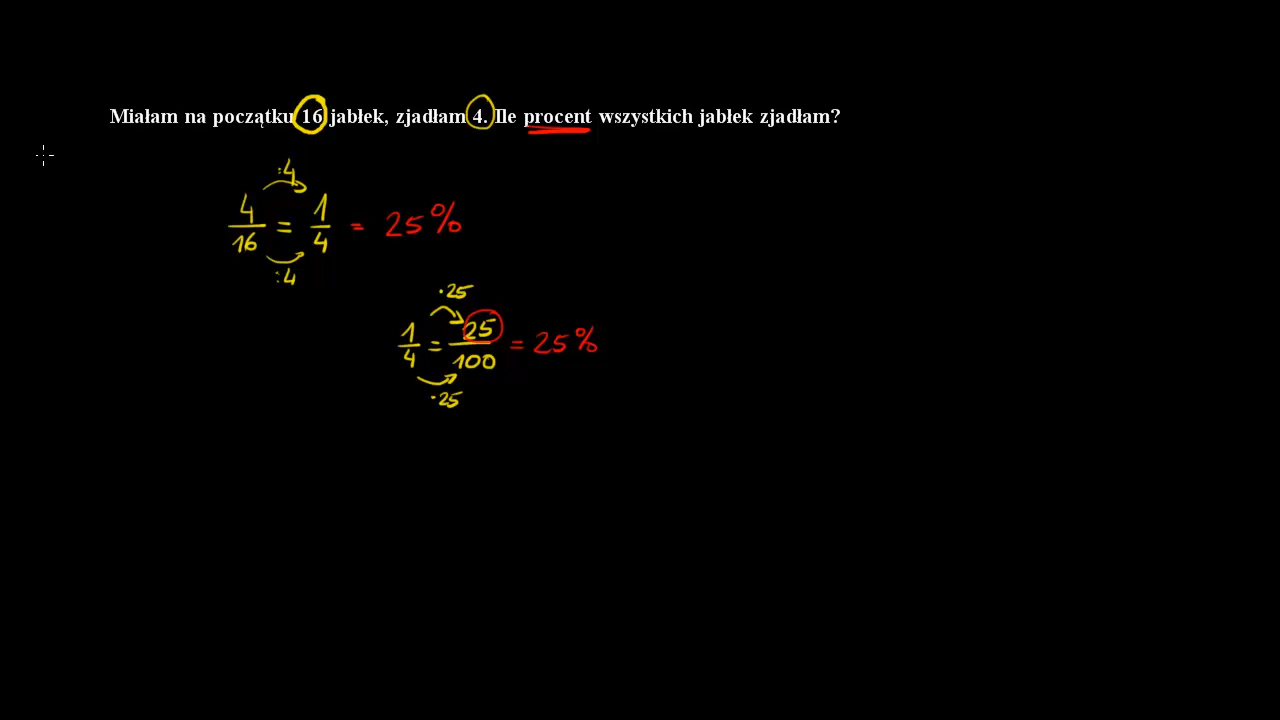 Miałam na początku 16 jabłek, zjadłam 4. Ile procent wszystkich jabłek zjadłam?
:4
4/16 = 1/4 = 25%
:4
·25
1/4 = 25/100 = 25%
·25